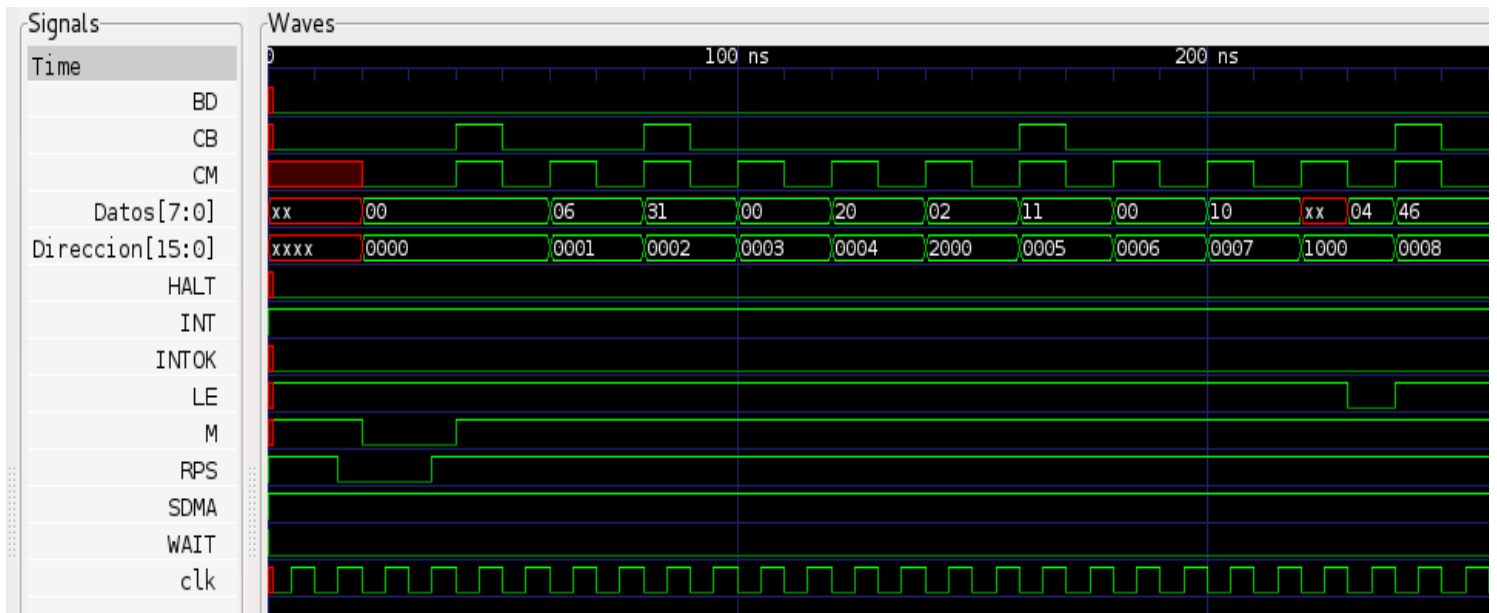 Signals Waves
Time 0 100 ns 200 ns
BD
CB
CM
Datos[7:0] xx 00 06 31 00 20 02 11 00 10 xx 04 46
Direccion[15:0] xxxx 0000 0001 0002 0003 0004 2000 0005 0006 0007 1000 0008
HALT
INT
INTOK
LE
M
RPS
SDMA
WAIT
clk